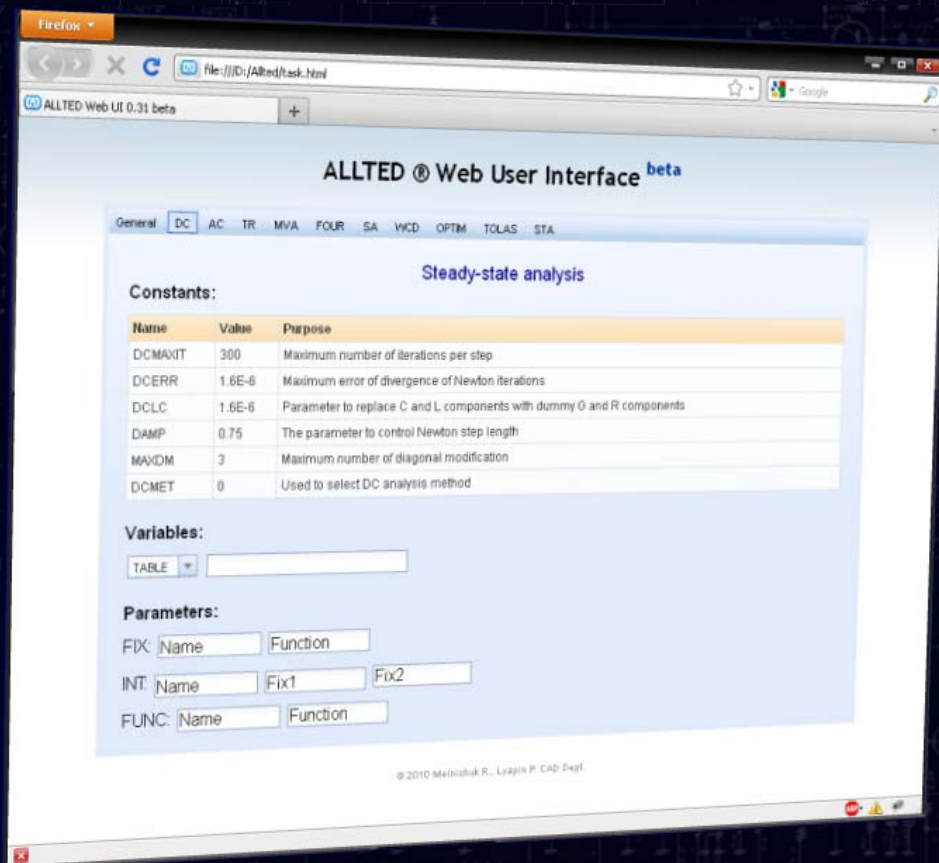 Firefox
file:///D:/Allted/task.html
Google
ALLTED Web UI 0.31 beta
+
ALLTED ® Web User Interface beta
General DC AC TR MVA FOUR SA WCD OPTIM TOLAS STA
Steady-state analysis
Constants:
Name Value Purpose
DCMAXIT 300 Maximum number of iterations per step
DCERR 1.6E-6 Maximum error of divergence of Newton iterations
DCLC 1.6E-6 Parameter to replace C and L components with dummy G and R components
DAMP 0.75 The parameter to control Newton step length
MAXDM 3 Maximum number of diagonal modification
DCMET 0 Used to select DC analysis method
Variables:
TABLE
Parameters:
FIX: Name Function
INT: Name Fix1 Fix2
FUNC: Name Function
© 2010 Melnishuk R., Lyapin P. CAD Dept.
ABP